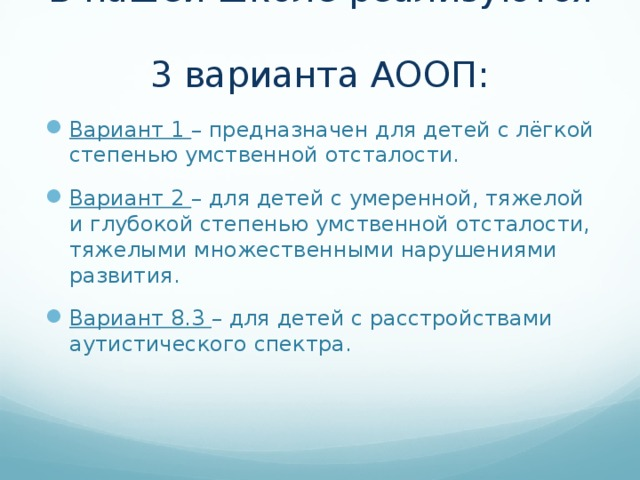 В нашей школе реализуются
3 варианта АООП:
Вариант 1 – предназначен для детей с лёгкой
степенью умственной отсталости.
Вариант 2 – для детей с умеренной, тяжелой
и глубокой степенью умственной отсталости,
тяжелыми множественными нарушениями
развития.
Вариант 8.3 – для детей с расстройствами
аутистического спектра.